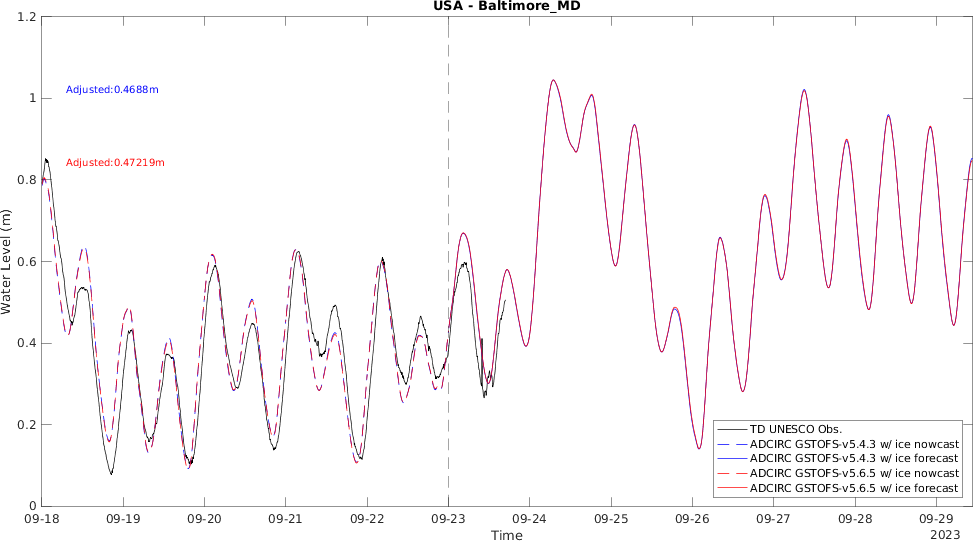 USA - Baltimore_MD
1.2
1
0.8
0.6
0.4
0.2
0
Water Level (m)
Adjusted:0.4688m
Adjusted:0.47219m
TD UNESCO Obs.
ADCIRC GSTOFS-v5.4.3 w/ ice nowcast
ADCIRC GSTOFS-v5.4.3 w/ ice forecast
ADCIRC GSTOFS-v5.6.5 w/ ice nowcast
ADCIRC GSTOFS-v5.6.5 w/ ice forecast
09-18 09-19 09-20 09-21 09-22 09-23 09-24 09-25 09-26 09-27 09-28 09-29
2023
Time